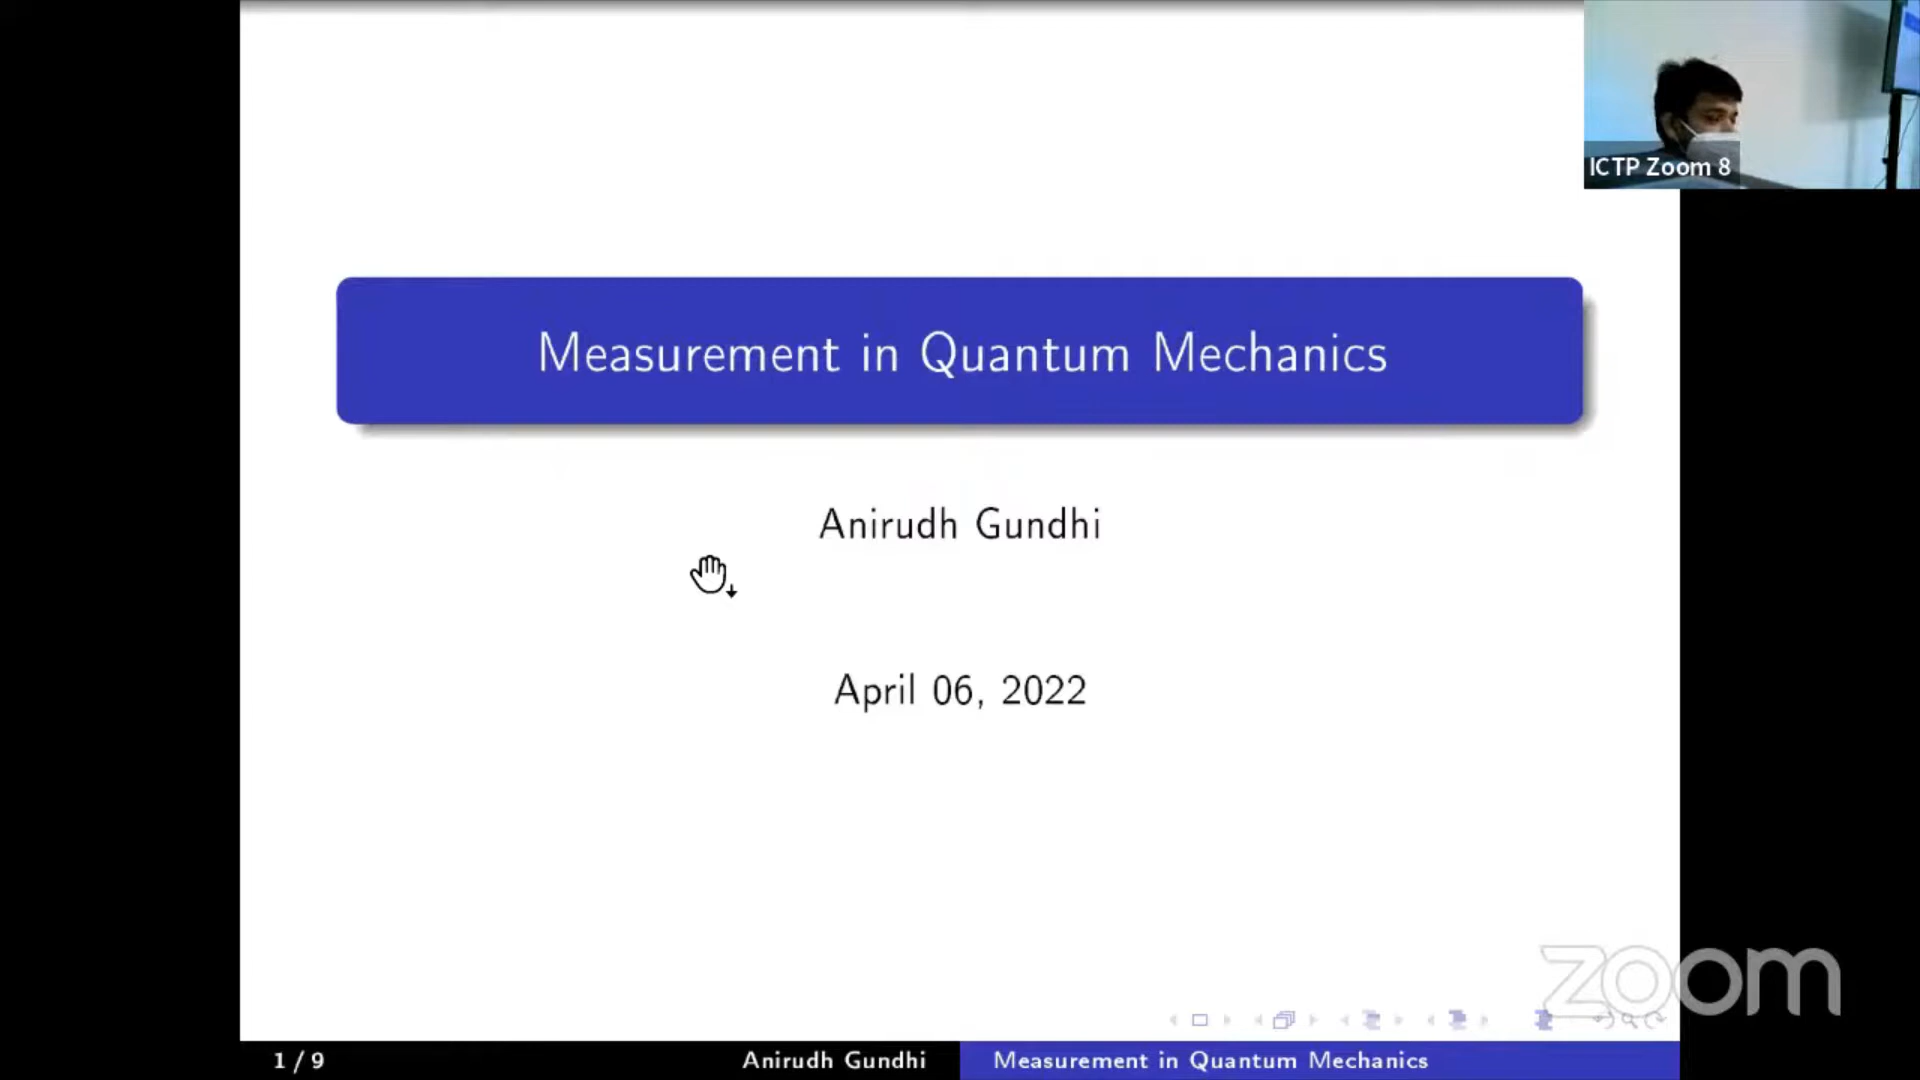 ICTP Zoom 8
Measurement in Quantum Mechanics
Anirudh Gundhi
April 06, 2022
zoom
1 / 9
Anirudh Gundhi
Measurement in Quantum Mechanics